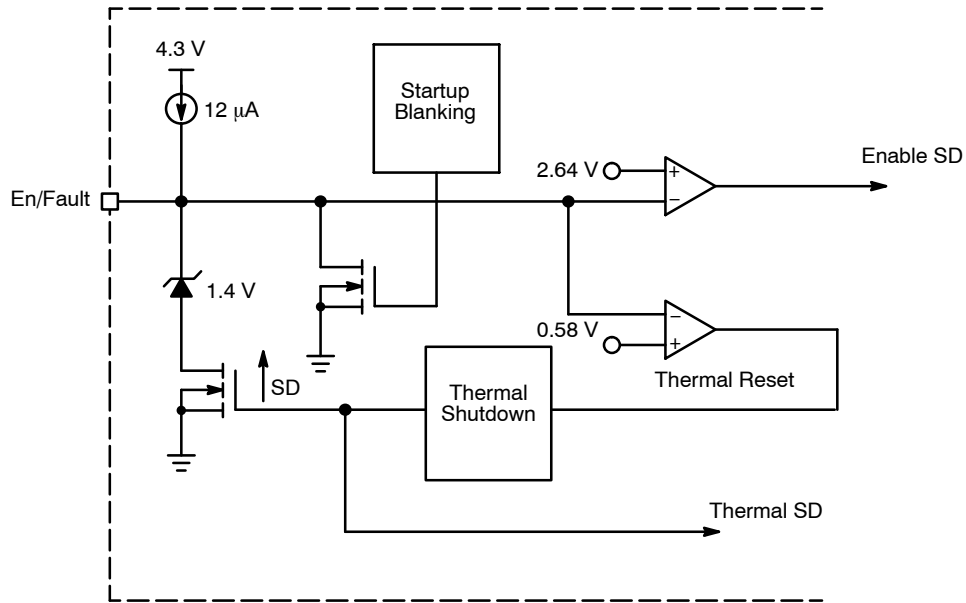 4.3 V
12 μA
Startup
Blanking
2.64 V
+
−
Enable SD
En/Fault
1.4 V
−
0.58 V
+
SD
Thermal
Shutdown
Thermal Reset
Thermal SD